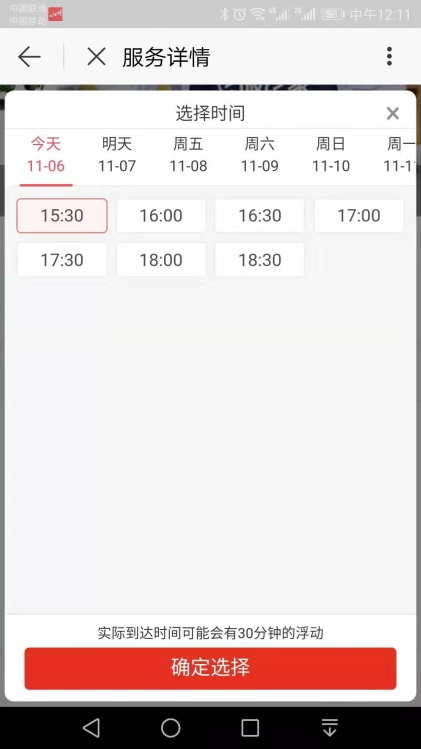 中国联通
中国移动
58
中午12:11
服务详情
选择时间
今天 明天 周五 周六 周日 周一
11-06 11-07 11-08 11-09 11-10
15:30 16:00 16:30 17:00
17:30 18:00 18:30
实际到达时间可能会有30分钟的浮动
确定选择